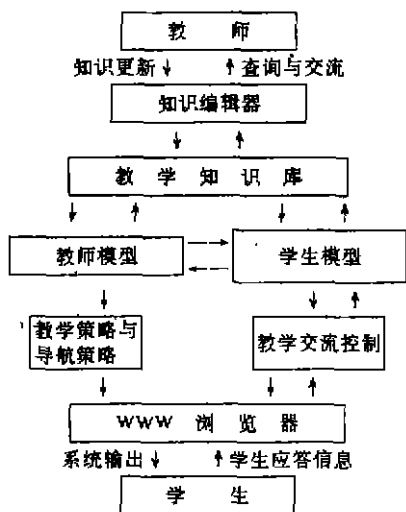 教 师
知识更新 查询与交流
知识编辑器
教 学 知 识 库
教师模型 学生模型
教学策略与
导航策略
教学交流控制
WWW 浏览器
系统输出 学生应答信息
学 生